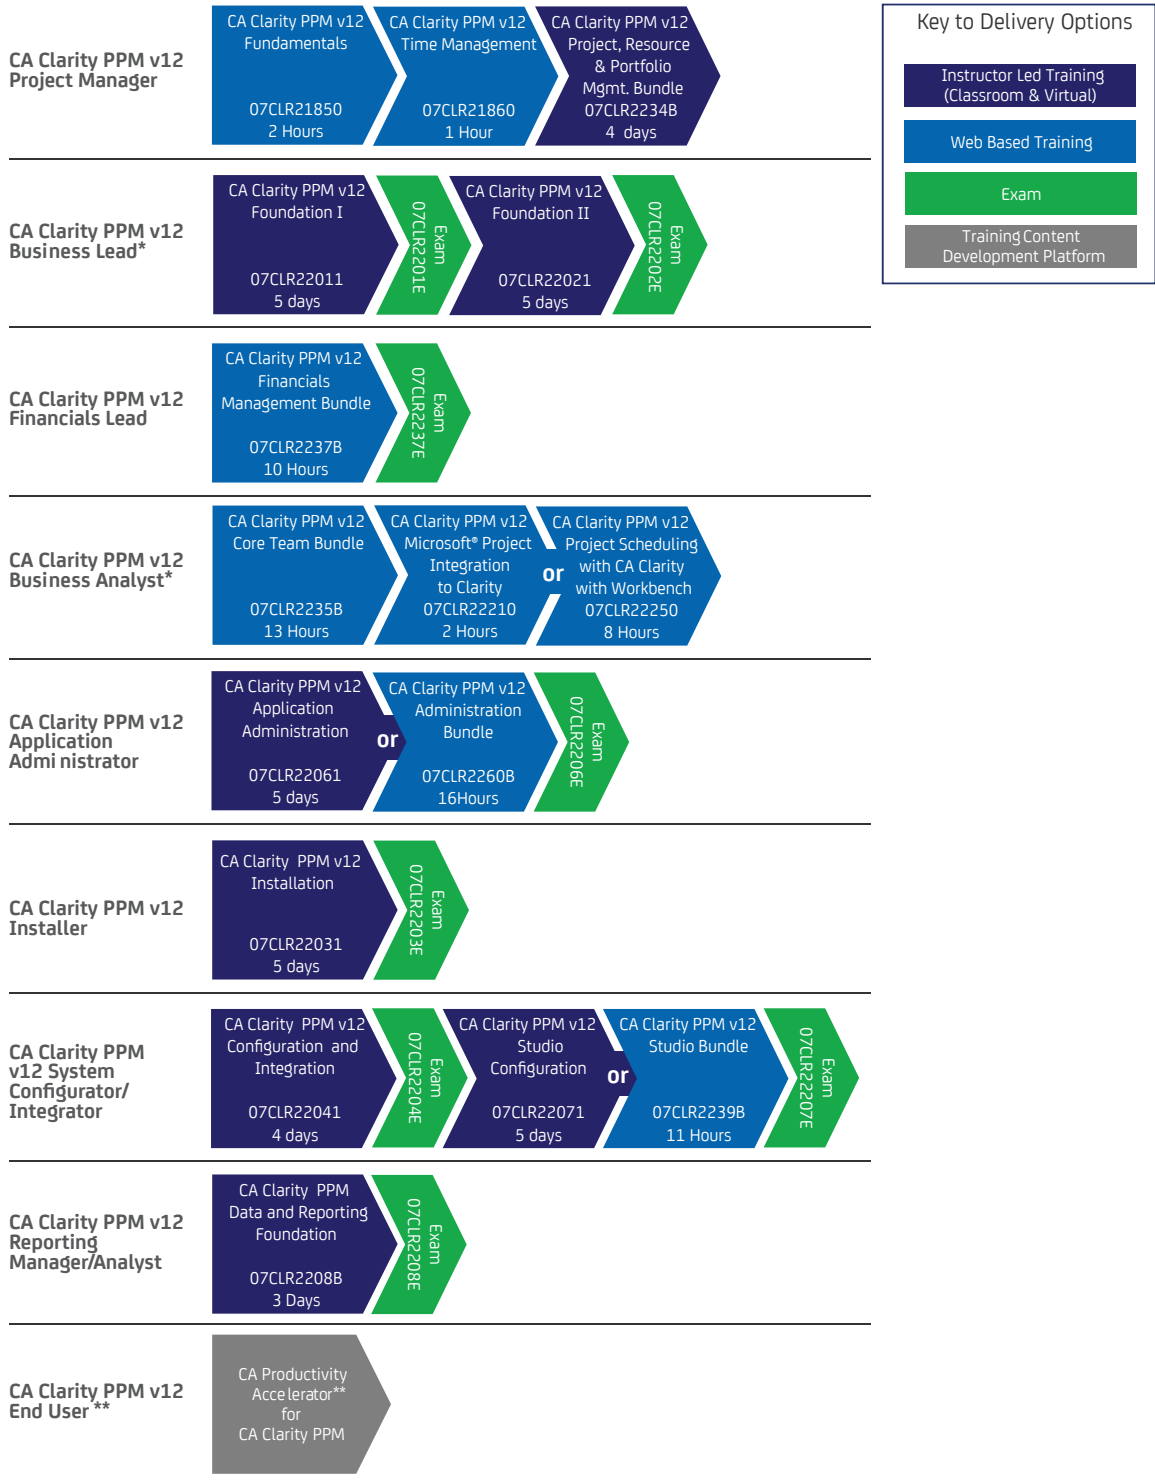 CA Clarity PPM v12
Project Manager
CA Clarity PPM v12
Fundamentals
07CLR21850
2 Hours
CA Clarity PPM v12
Time Management
07CLR21860
1 Hour
CA Clarity PPM v12
Project, Resource
& Portfolio
Mgmt. Bundle
07CLR2234B
4 days
Key to Delivery Options
Instructor Led Training
(Classroom & Virtual)
Web Based Training
Exam
Training Content
Development Platform
CA Clarity PPM v12
Business Lead*
CA Clarity PPM v12
Foundation I
07CLR22011
5 days
Exam
07CLR2201E
CA Clarity PPM v12
Foundation II
07CLR22021
5 days
Exam
07CLR2202E
CA Clarity PPM v12
Financials Lead
CA Clarity PPM v12
Financials
Management Bundle
07CLR2237B
10 Hours
Exam
07CLR2237E
CA Clarity PPM v12
Business Analyst*
CA Clarity PPM v12
Core Team Bundle
07CLR2235B
13 Hours
CA Clarity PPM v12
Microsoft® Project
Integration
to Clarity
07CLR22210
2 Hours
or
CA Clarity PPM v12
Project Scheduling
with CA Clarity
with Workbench
07CLR22250
8 Hours
CA Clarity PPM v12
Application
Admi nistrator
CA Clarity PPM v12
Application
Administration
07CLR22061
5 days
or
CA Clarity PPM v12
Administration
Bundle
07CLR2260B
16Hours
Exam
07CLR2206E
CA Clarity PPM v12
Installer
CA Clarity PPM v12
Installation
07CLR22031
5 days
Exam
07CLR2203E
CA Clarity PPM
v12 System
Configurator/
Integrator
CA Clarity PPM v12
Configuration and
Integration
07CLR22041
4 days
Exam
07CLR2204E
CA Clarity PPM v12
Studio
Configuration
07CLR22071
5 days
or
CA Clarity PPM v12
Studio Bundle
07CLR2239B
11 Hours
Exam
07CLR22207E
CA Clarity PPM v12
Reporting
Manager/Analyst
CA Clarity PPM
Data and Reporting
Foundation
07CLR2208B
3 Days
Exam
07CLR2208E
CA Clarity PPM v12
End User **
CA Productivity
Acce lerator**
for
CA Clarity PPM